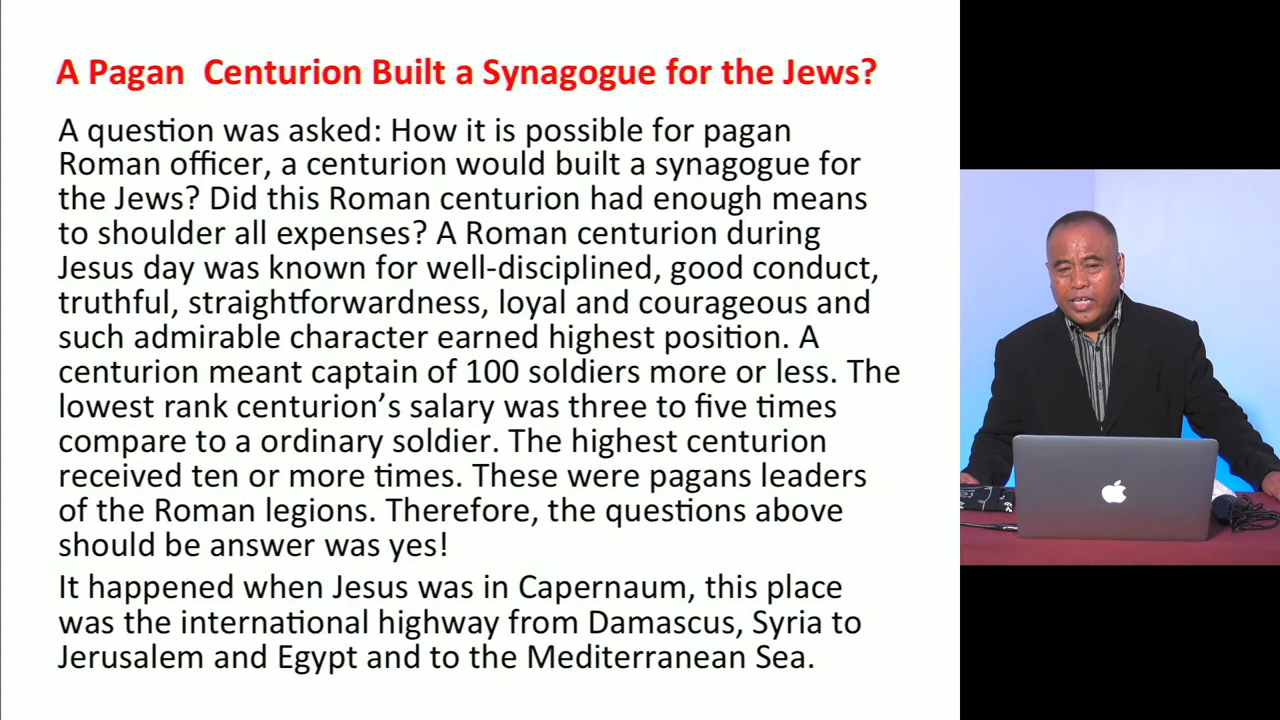 A Pagan  Centurion Built a Synagogue for the Jews?
A question was asked: How it is possible for pagan
Roman officer, a centurion would built a synagogue for
the Jews? Did this Roman centurion had enough means
to shoulder all expenses? A Roman centurion during
Jesus day was known for well-disciplined, good conduct,
truthful, straightforwardness, loyal and courageous and
such admirable character earned highest position. A
centurion meant captain of 100 soldiers more or less. The
lowest rank centurion’s salary was three to five times
compare to a ordinary soldier. The highest centurion
received ten or more times. These were pagans leaders
of the Roman legions. Therefore, the questions above
should be answer was yes!
It happened when Jesus was in Capernaum, this place
was the international highway from Damascus, Syria to
Jerusalem and Egypt and to the Mediterranean Sea.